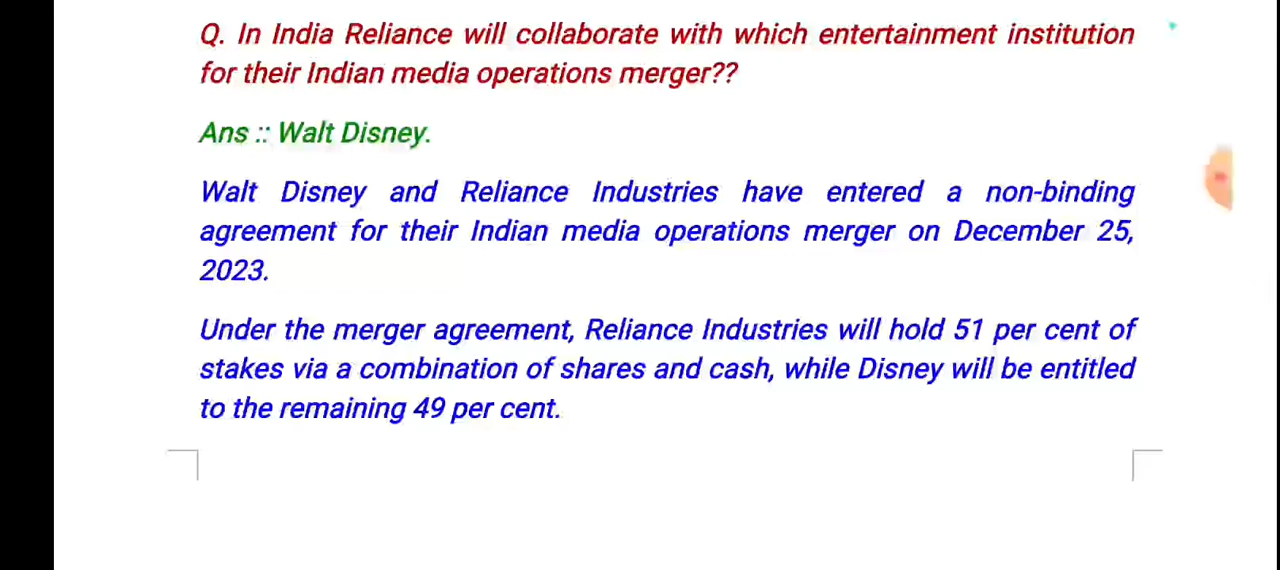 Q. In India Reliance will collaborate with which entertainment institution
for their Indian media operations merger??
Ans :: Walt Disney.
Walt Disney and Reliance Industries have entered a non-binding
agreement for their Indian media operations merger on December 25,
2023.
Under the merger agreement, Reliance Industries will hold 51 per cent of
stakes via a combination of shares and cash, while Disney will be entitled
to the remaining 49 per cent.